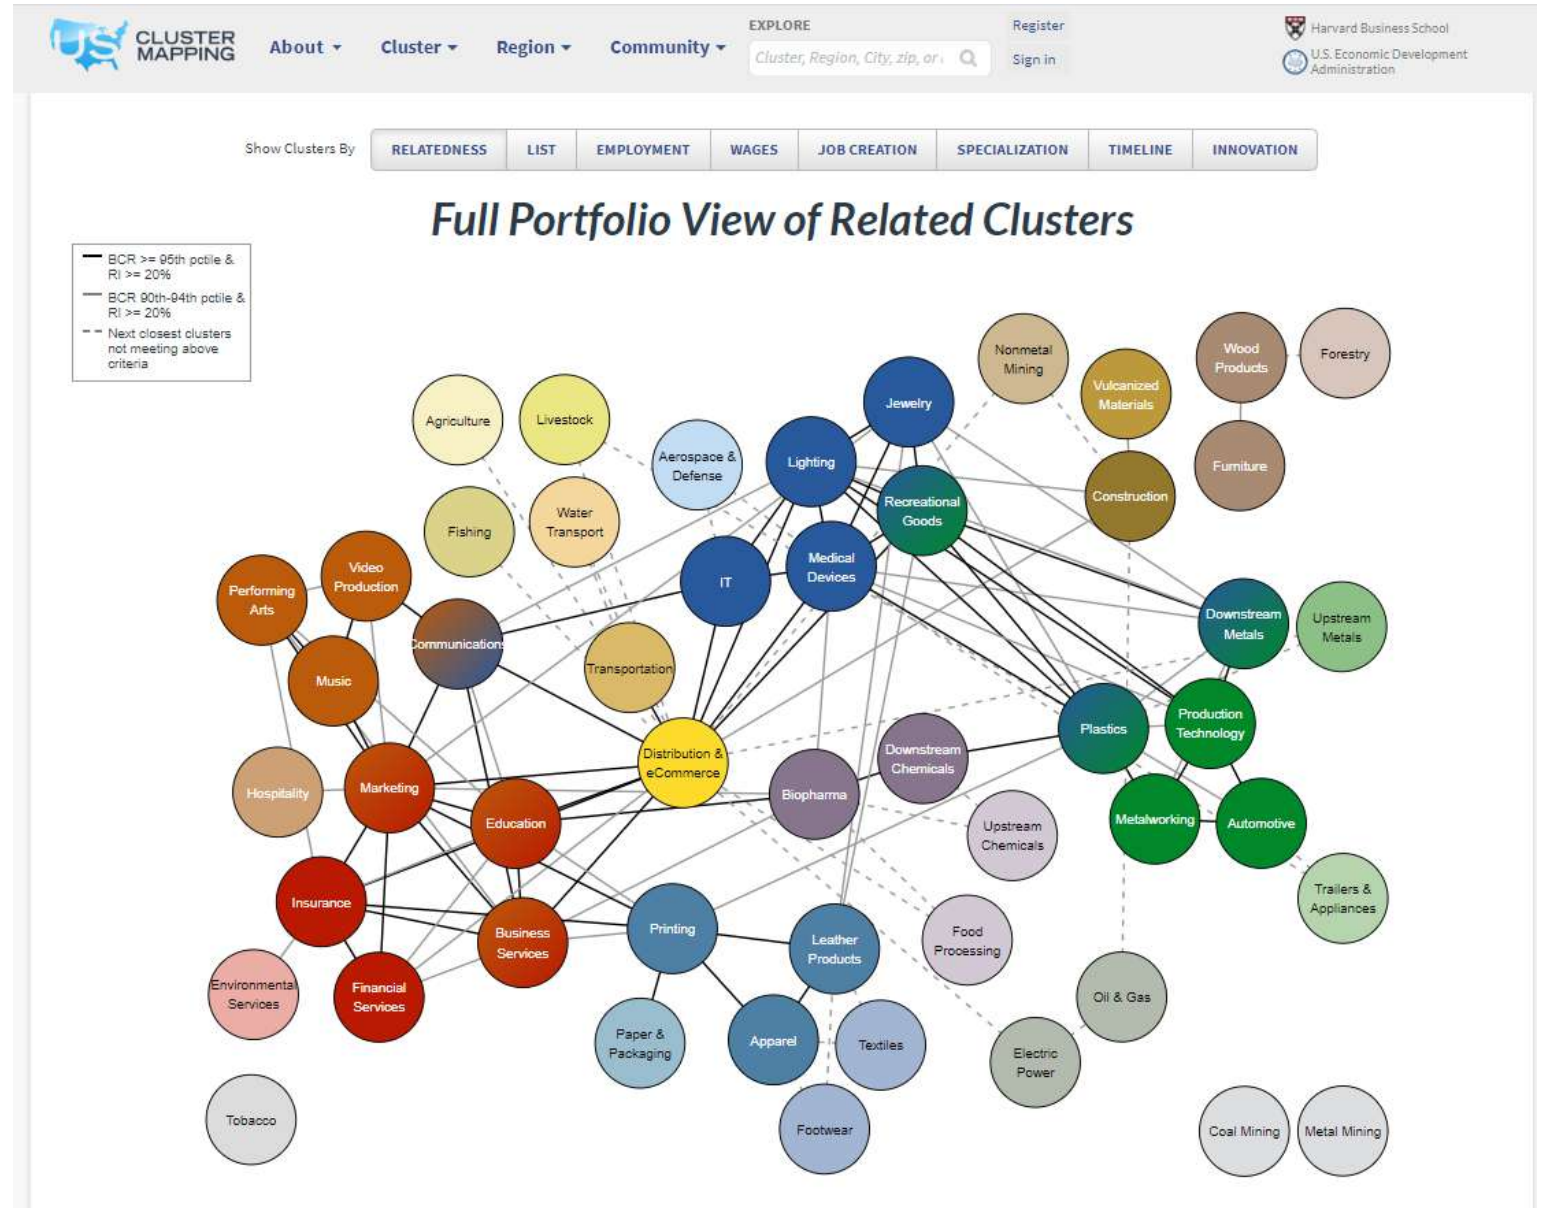 US CLUSTER
MAPPING
About
Cluster
Region
Community
EXPLORE
Cluster, Region, City, zip, or
Register
Sign in
Harvard Business School
U.S. Economic Development
Administration
Show Clusters By
RELATEDNESS
LIST
EMPLOYMENT
WAGES
JOB CREATION
SPECIALIZATION
TIMELINE
INNOVATION
Full Portfolio View of Related Clusters
BCR >= 95th pctile &
RI >= 20%
BCR 90th-94th pctile &
RI >= 20%
Next closest clusters
not meeting above
criteria
Nonmetal
Mining
Vulcanized
Materials
Wood
Products
Forestry
Jewelry
Agriculture
Livestock
Aerospace &
Defense
Lighting
Furniture
Construction
Recreational
Goods
Fishing
Water
Transport
Medical
Devices
IT
Video
Production
Performing
Arts
Downstream
Metals
Upstream
Metals
Communications
Transportation
Music
Plastics
Production
Technology
Distribution &
eCommerce
Downstream
Chemicals
Hospitality
Marketing
Biopharma
Education
Upstream
Chemicals
Metalworking
Automotive
Insurance
Trailers &
Appliances
Business
Services
Printing
Leather
Products
Food
Processing
Environmental
Services
Financial
Services
Oil & Gas
Paper &
Packaging
Apparel
Textiles
Electric
Power
Tobacco
Footwear
Coal Mining
Metal Mining